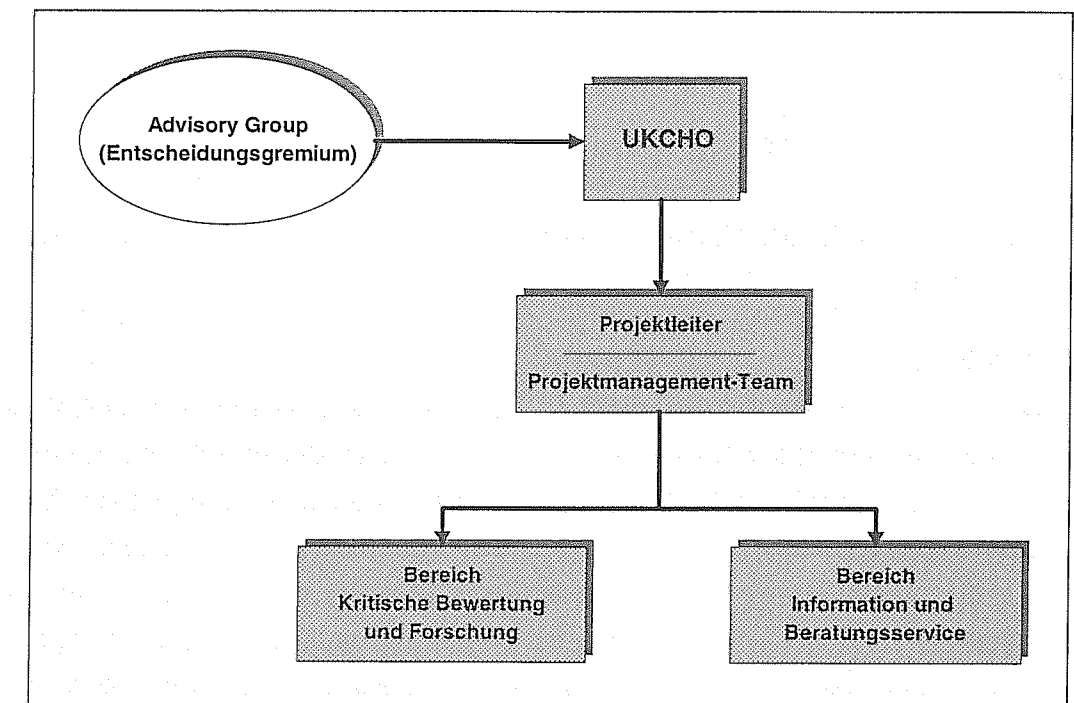 Advisory Group
(Entscheidungsgremium)
UKCHO
Projektleiter
Projektmanagement-Team
Bereich
Kritische Bewertung
und Forschung
Bereich
Information und
Beratungsservice